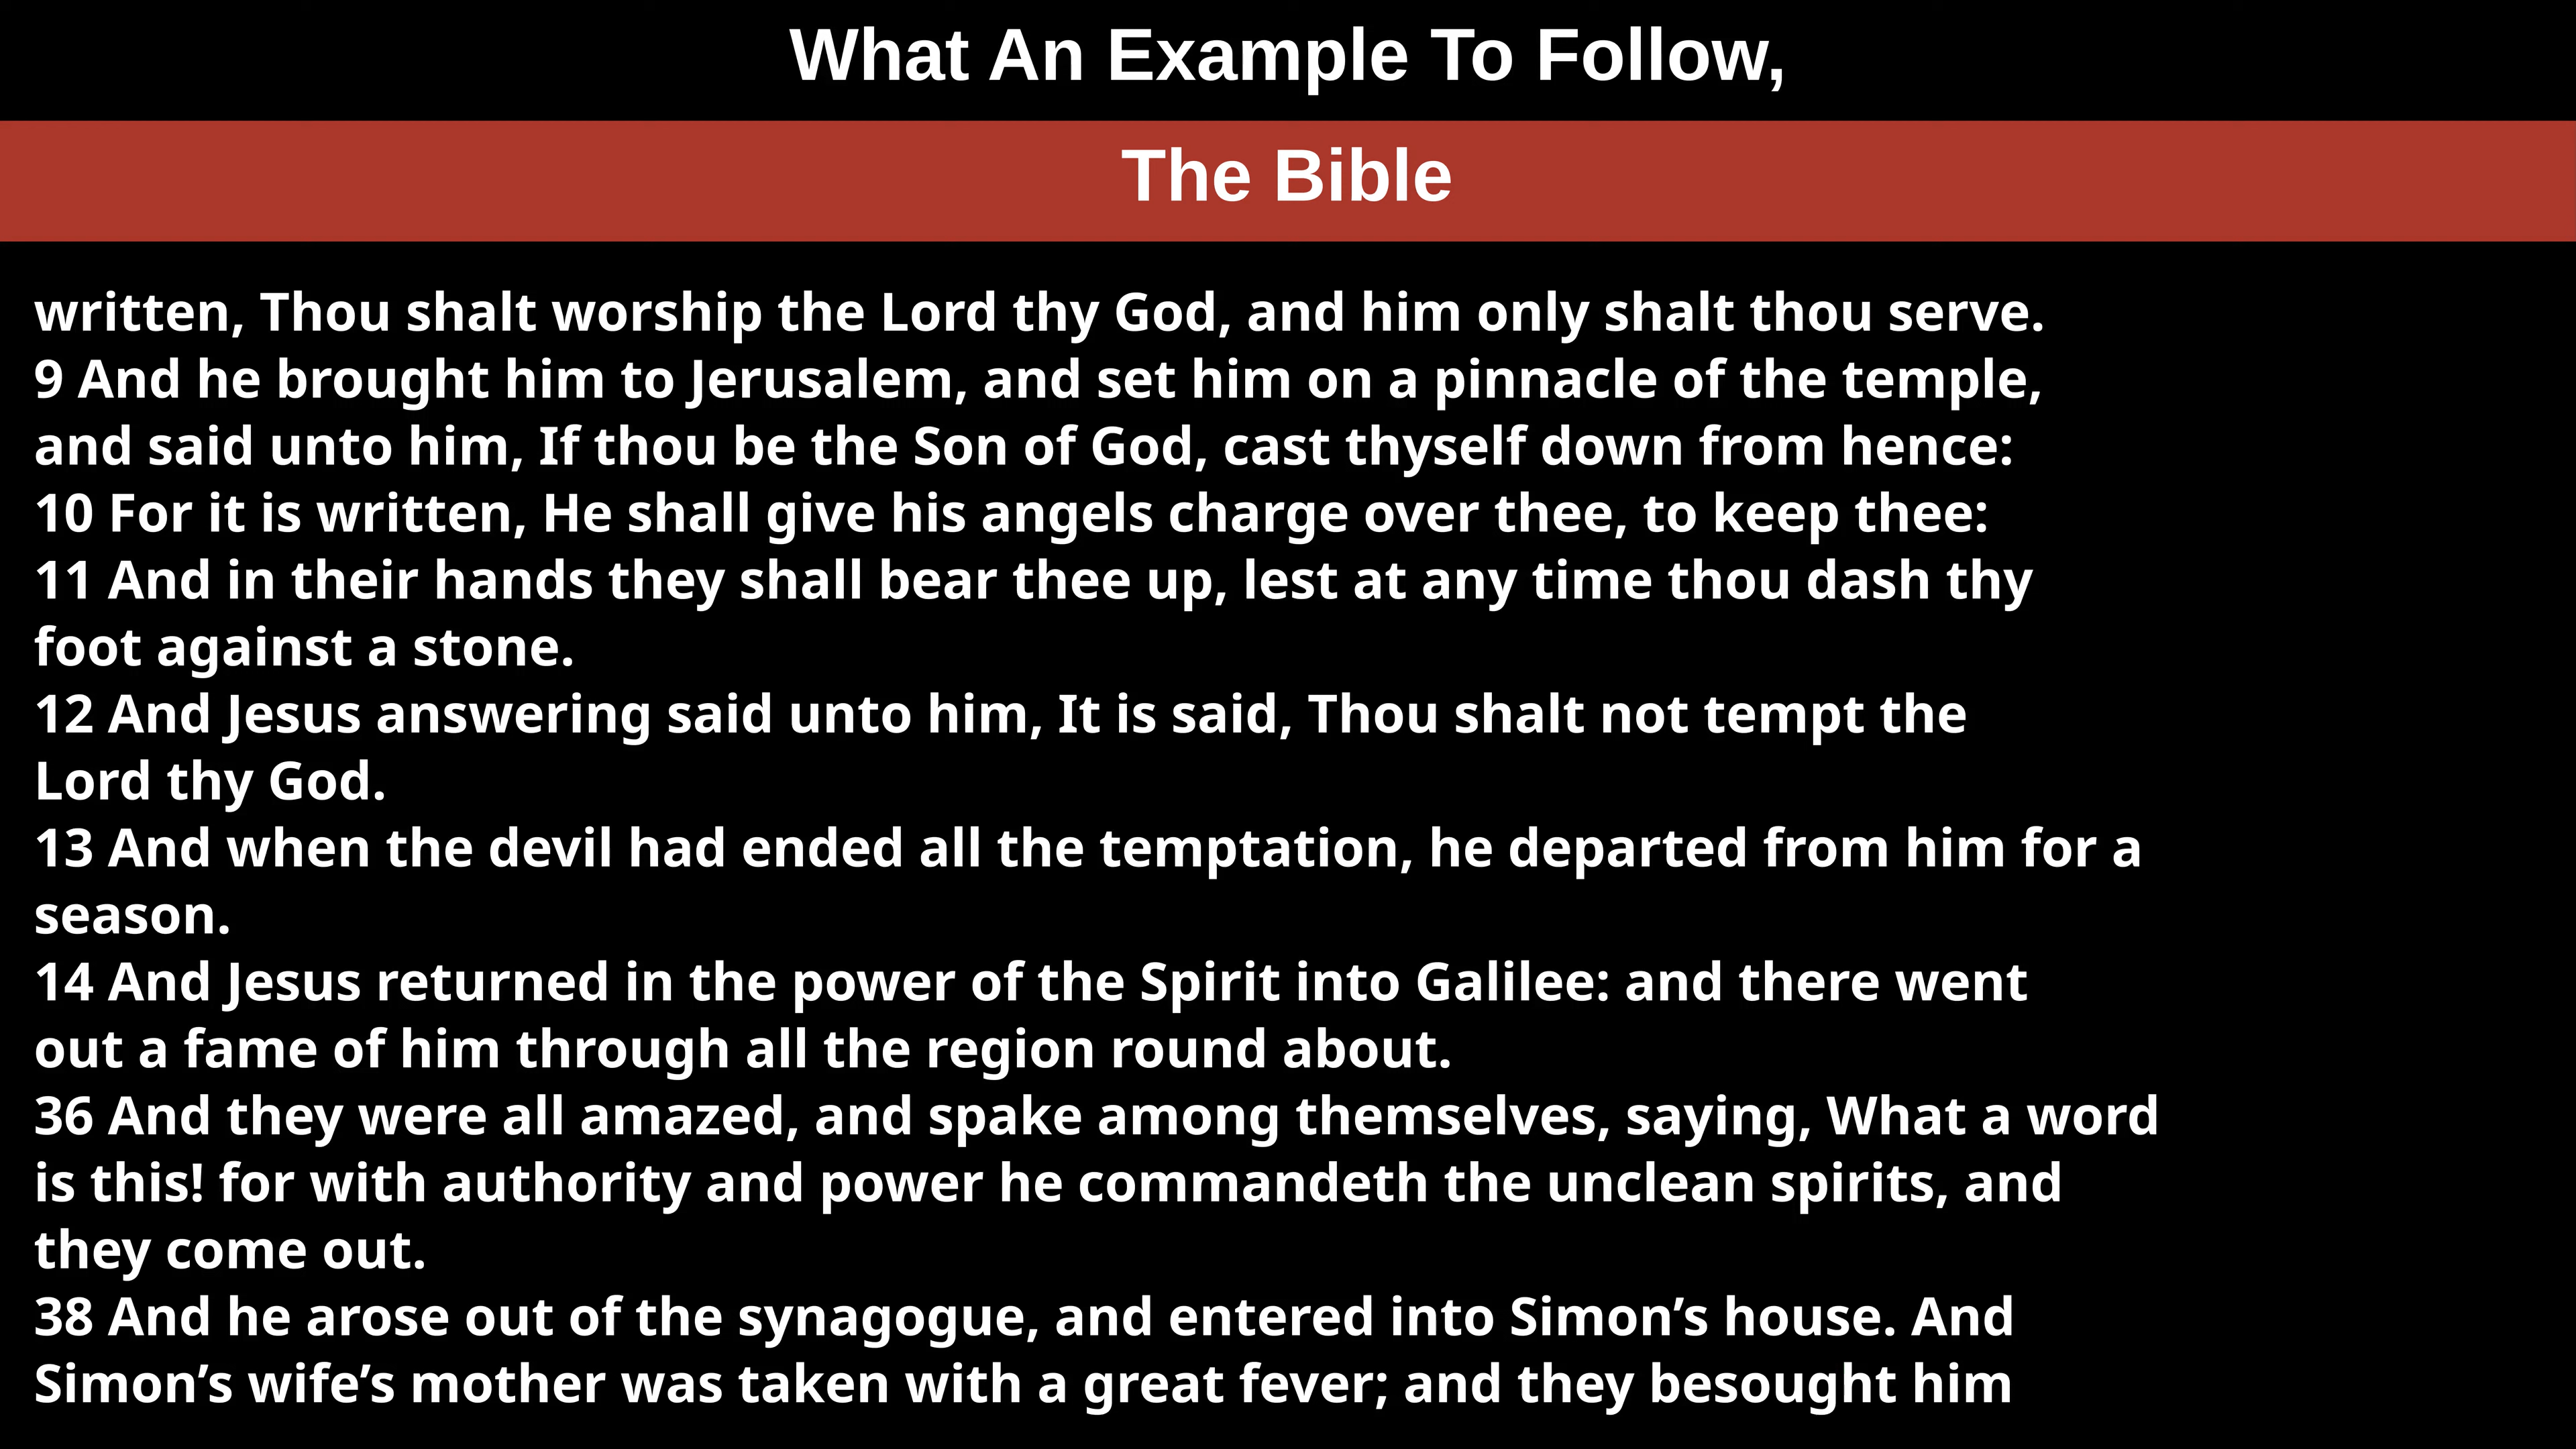 What An Example To Follow,
The Bible
written, Thou shalt worship the Lord thy God, and him only shalt thou serve.
9 And he brought him to Jerusalem, and set him on a pinnacle of the temple,
and said unto him, If thou be the Son of God, cast thyself down from hence:
10 For it is written, He shall give his angels charge over thee, to keep thee:
11 And in their hands they shall bear thee up, lest at any time thou dash thy
foot against a stone.
12 And Jesus answering said unto him, It is said, Thou shalt not tempt the
Lord thy God.
13 And when the devil had ended all the temptation, he departed from him for a
season.
14 And Jesus returned in the power of the Spirit into Galilee: and there went
out a fame of him through all the region round about.
36 And they were all amazed, and spake among themselves, saying, What a word
is this! for with authority and power he commandeth the unclean spirits, and
they come out.
38 And he arose out of the synagogue, and entered into Simon’s house. And
Simon’s wife’s mother was taken with a great fever; and they besought him